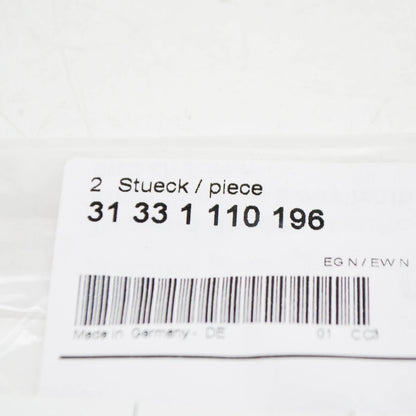 2 Stueck / piece
31 33 1 110 196
EG N / EW N
Made in Germany - DE 01